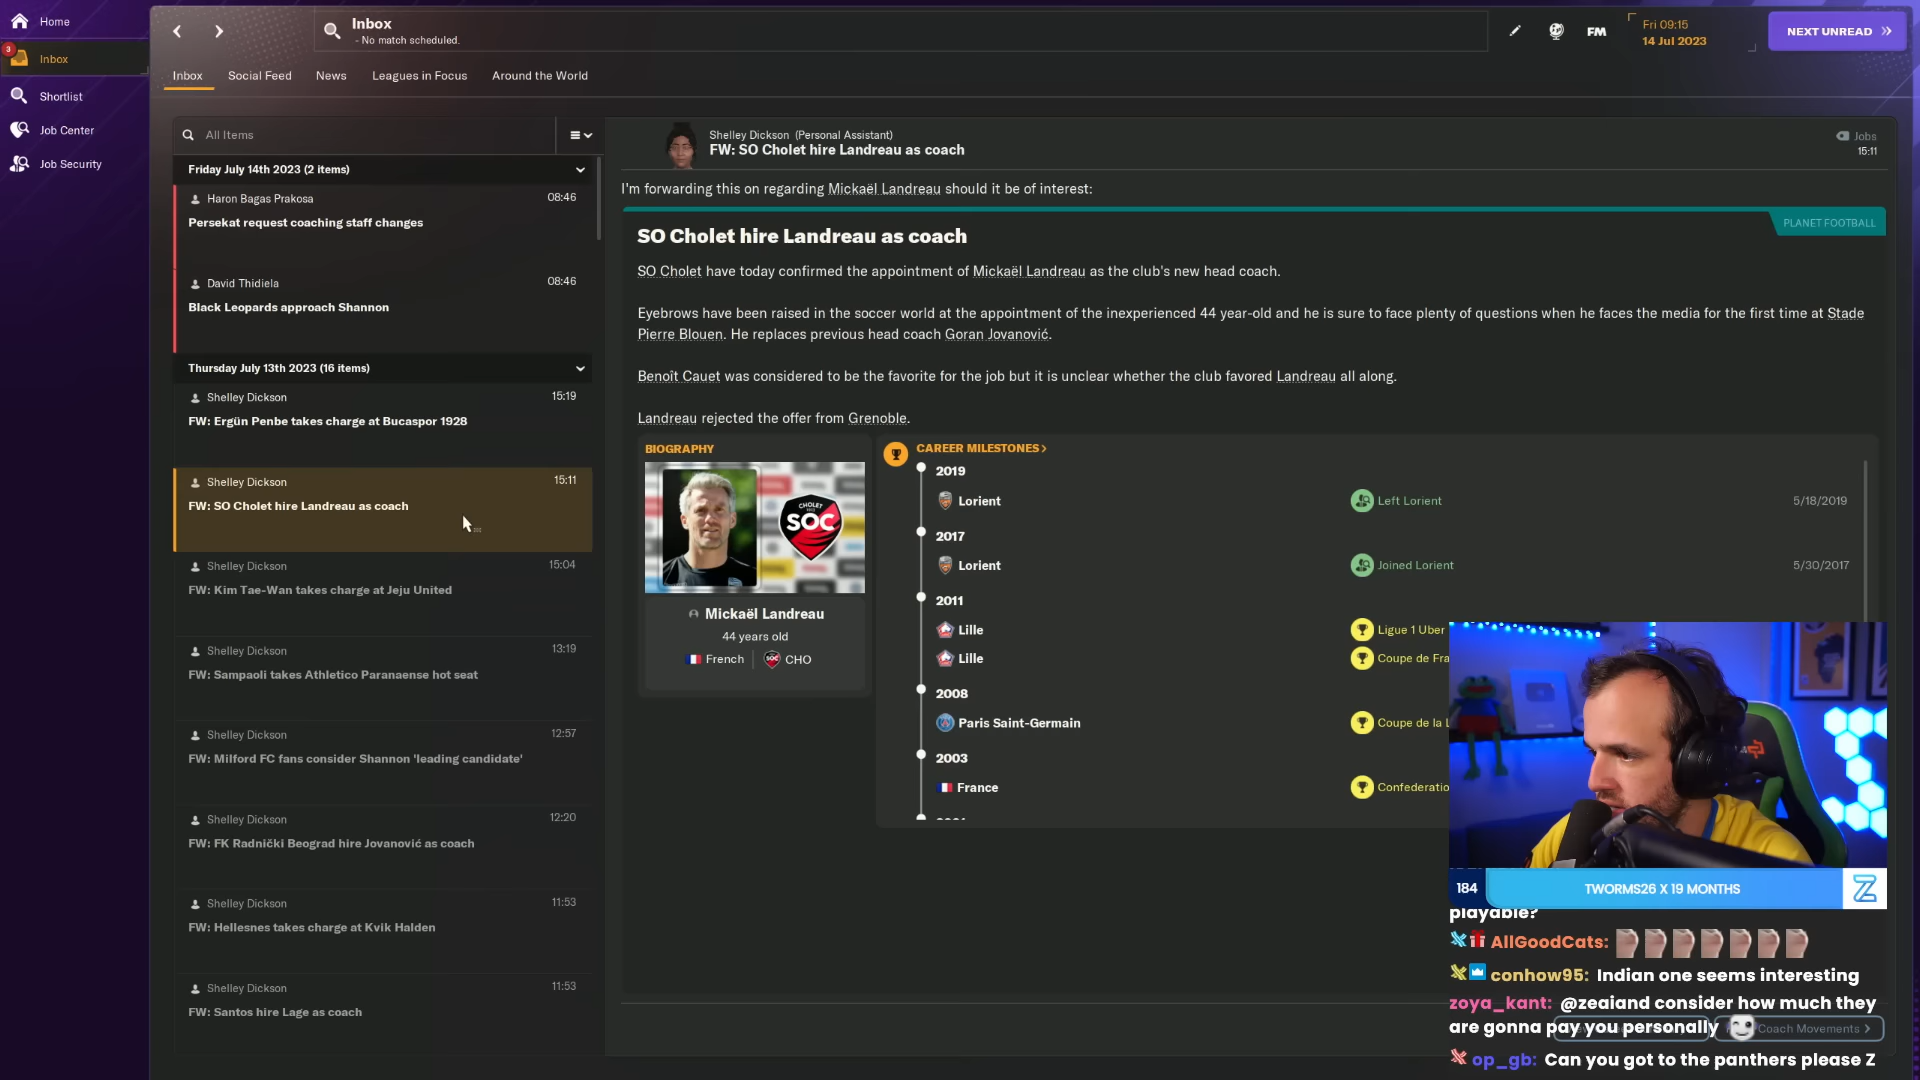 Home
3
Inbox
Shortlist
Job Center
Job Security
Inbox
- No match scheduled.
FM
Fri 09:15
14 Jul 2023
NEXT UNREAD
Inbox
Social Feed
News
Leagues in Focus
Around the World
All Items
Friday July 14th 2023 (2 items)
Haron Bagas Prakosa
08:46
Persekat request coaching staff changes
David Thidiela
08:46
Black Leopards approach Shannon
Thursday July 13th 2023 (16 items)
Shelley Dickson
15:19
FW: Ergün Penbe takes charge at Bucaspor 1928
Shelley Dickson
15:11
FW: SO Cholet hire Landreau as coach
Shelley Dickson
15:04
FW: Kim Tae-Wan takes charge at Jeju United
Shelley Dickson
13:19
FW: Sampaoli takes Athletico Paranaense hot seat
Shelley Dickson
12:57
FW: Milford FC fans consider Shannon 'leading candidate'
Shelley Dickson
12:20
FW: FK Radnički Beograd hire Jovanović as coach
Shelley Dickson
11:53
FW: Hellesnes takes charge at Kvik Halden
Shelley Dickson
11:53
FW: Santos hire Lage as coach
Shelley Dickson (Personal Assistant)
FW: SO Cholet hire Landreau as coach
Jobs
15:11
I'm forwarding this on regarding Mickaël Landreau should it be of interest:
PLANET FOOTBALL
SO Cholet hire Landreau as coach
SO Cholet have today confirmed the appointment of Mickaël Landreau as the club's new head coach.
Eyebrows have been raised in the soccer world at the appointment of the inexperienced 44 year-old and he is sure to face plenty of questions when he faces the media for the first time at Stade
Pierre Blouen. He replaces previous head coach Goran Jovanović.
Benoît Cauet was considered to be the favorite for the job but it is unclear whether the club favored Landreau all along.
Landreau rejected the offer from Grenoble.
BIOGRAPHY
CHOLET
SOC
Mickaël Landreau
44 years old
French
CHO
CAREER MILESTONES
2019
Lorient
Left Lorient
5/18/2019
2017
Lorient
Joined Lorient
5/30/2017
2011
Lille
Ligue 1 Uber
Lille
Coupe de Fra
2008
Paris Saint-Germain
Coupe de la L
2003
France
Confederatio
184
TWORMS26 X 19 MONTHS
Z
playable?
AllGoodCats:
conhow95: Indian one seems interesting
zoya_kant: @zeaiand consider how much they
are gonna pay you personally
Coach Movements
op_gb: Can you got to the panthers please Z